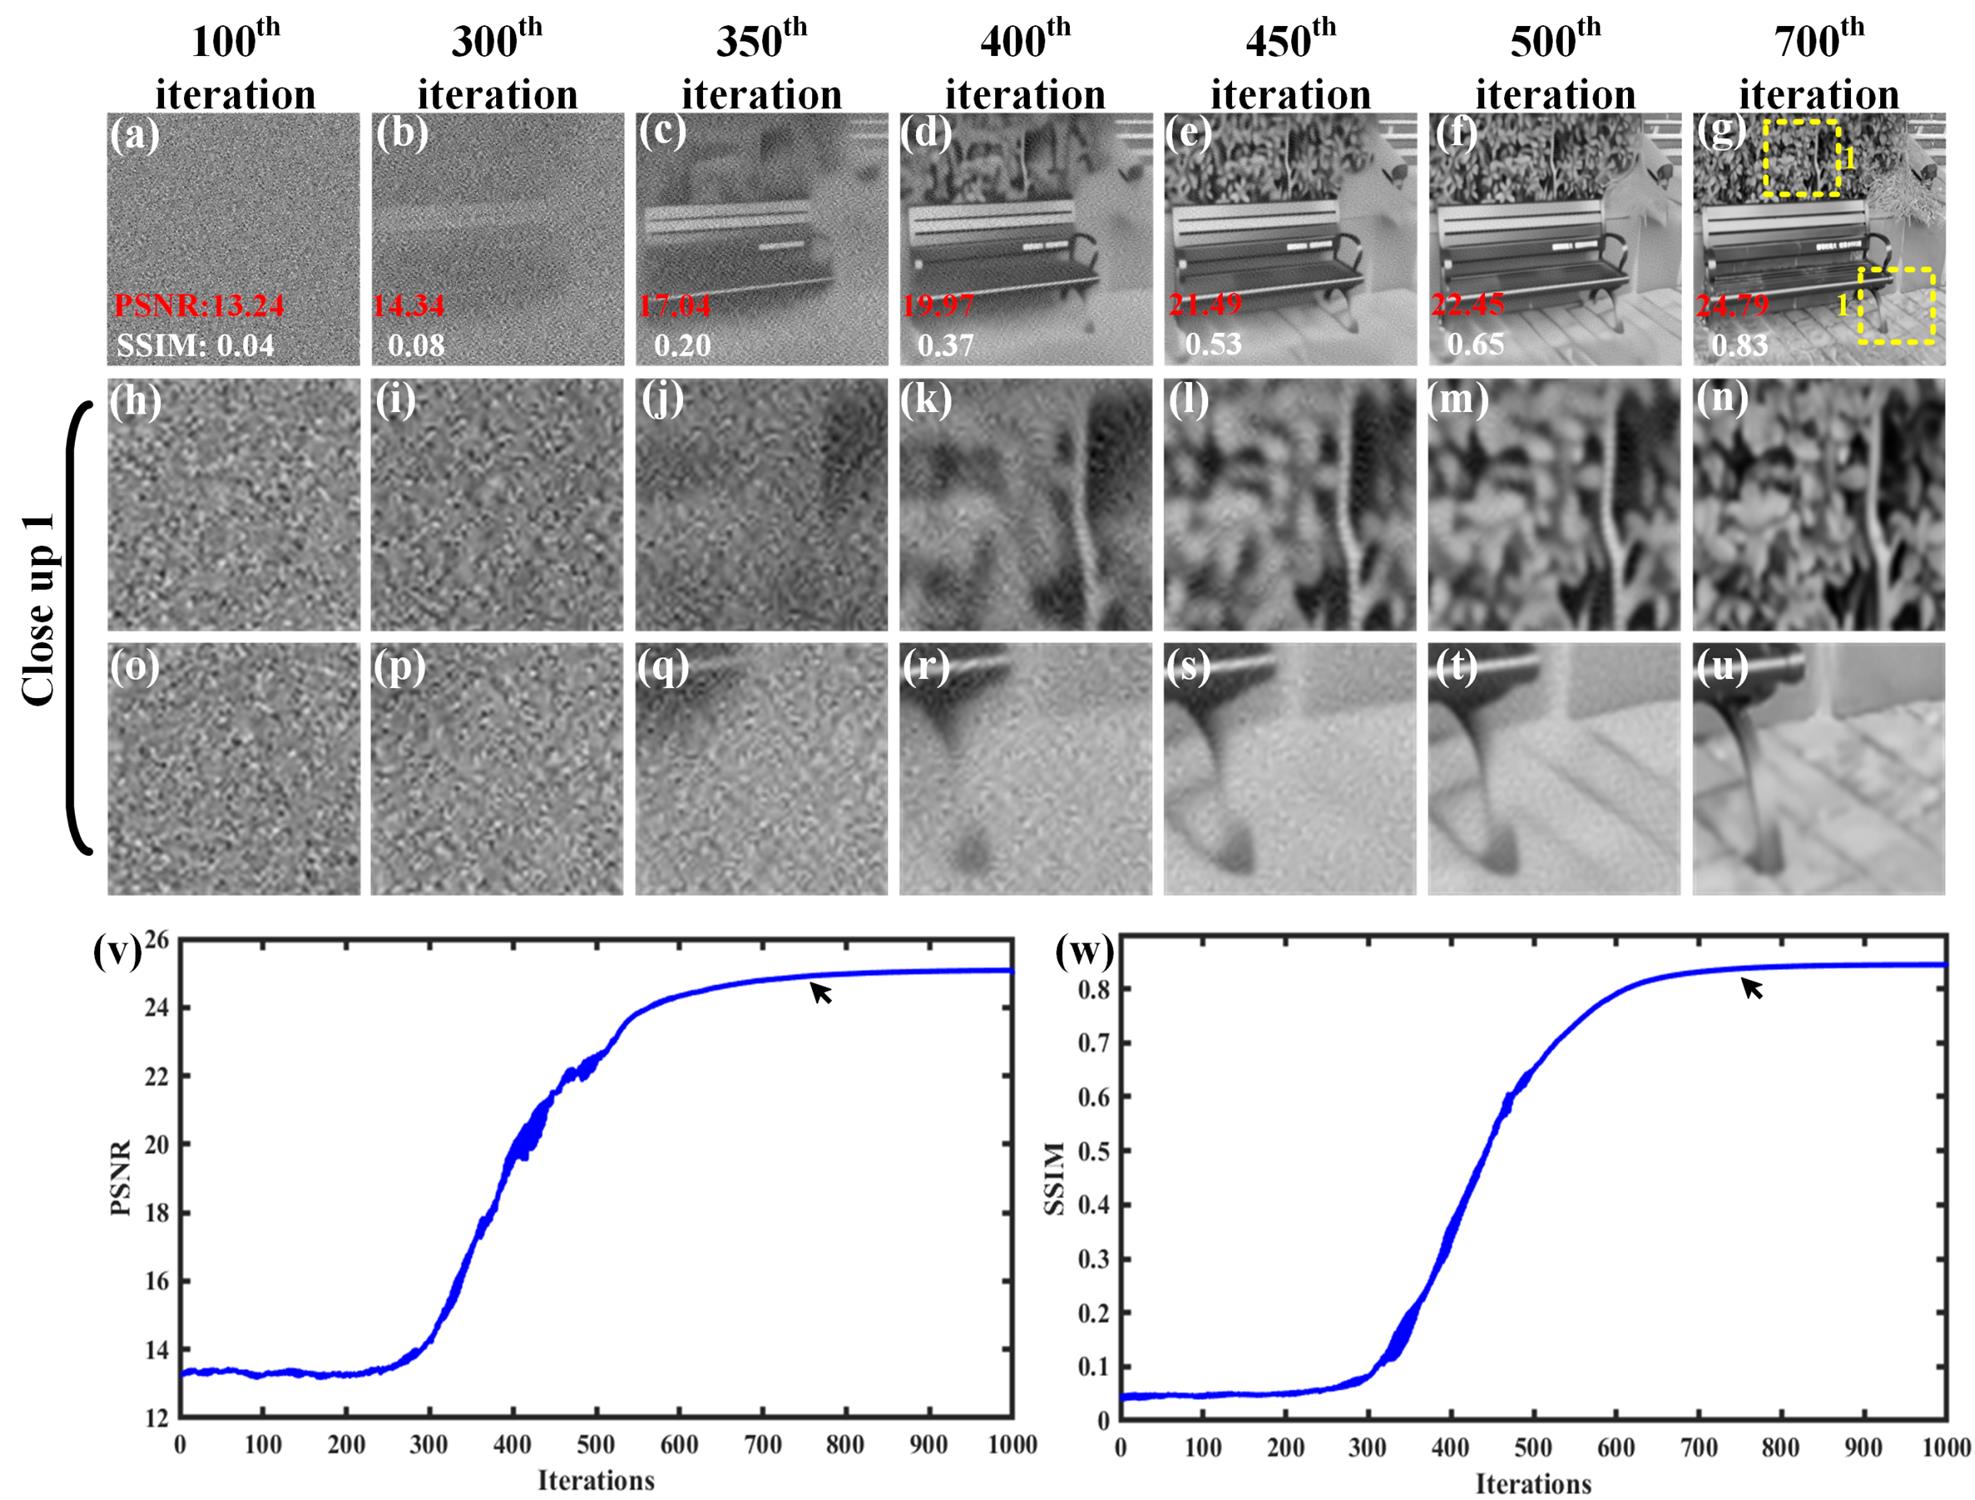 100th 300th 350th 400th 450th 500th 700th
iteration iteration iteration iteration iteration iteration iteration
(a) (b) (c) (d) (e) (f) (g)
1
PSNR:13.24 14.34 17.04 19.97 21.49 22.45 24.79
1
SSIM: 0.04 0.08 0.20 0.37 0.53 0.65 0.83
(h) (i) (j) (k) (l) (m) (n)
Close up 1
(o) (p) (q) (r) (s) (t) (u)
(v)
26
24
22
20
18
16
14
12
PSNR
0 100 200 300 400 500 600 700 800 900 1000
Iterations
(w)
0.8
0.7
0.6
0.5
0.4
0.3
0.2
0.1
0
SSIM
0 100 200 300 400 500 600 700 800 900 1000
Iterations